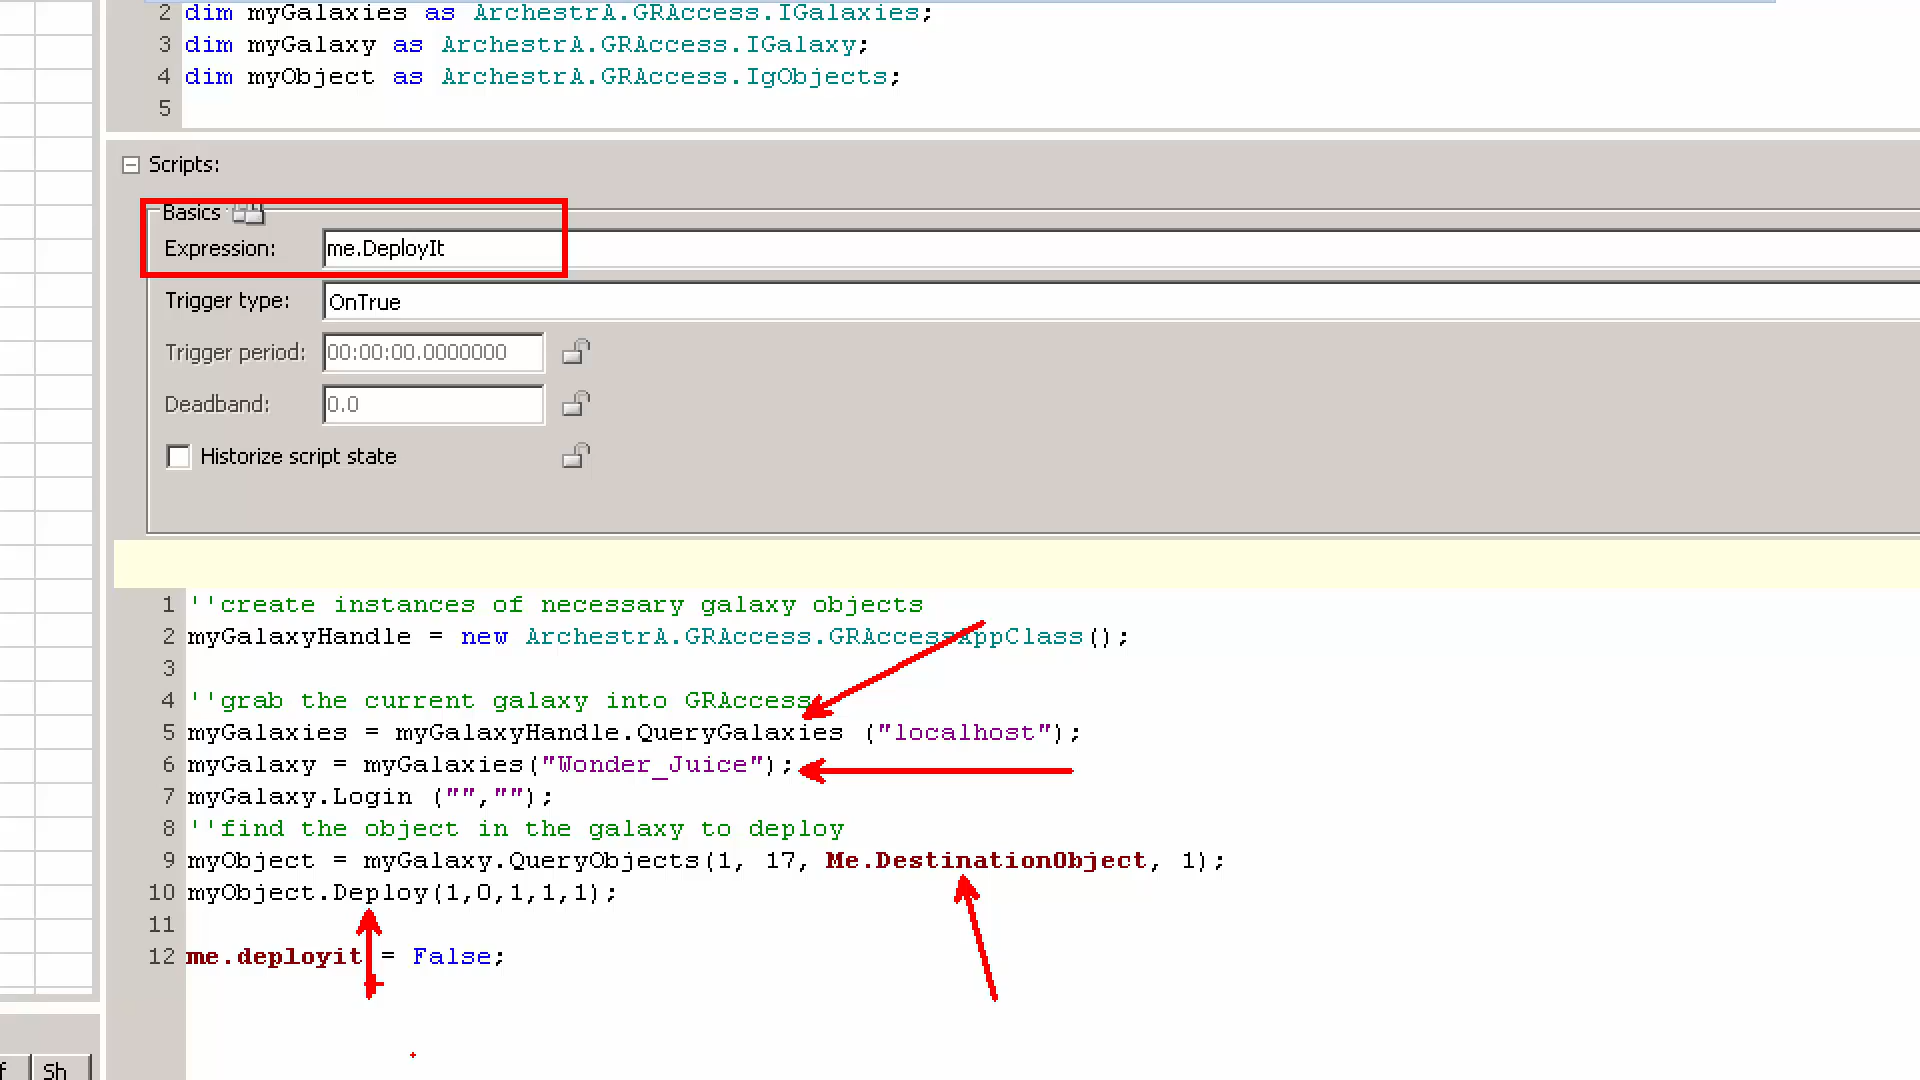 2 dim myGalaxies as ArchestrA.GRAccess.IGalaxies;
3 dim myGalaxy as ArchestrA.GRAccess.IGalaxy;
4 dim myObject as ArchestrA.GRAccess.IgObjects;
5
Scripts:
Basics
Expression: me.DeployIt
Trigger type: OnTrue
Trigger period: 00:00:00.0000000
Deadband: 0.0
Historize script state
1 ''create instances of necessary galaxy objects
2 myGalaxyHandle = new ArchestrA.GRAccess.GRAccessAppClass();
3
4 ''grab the current galaxy into GRAccess
5 myGalaxies = myGalaxyHandle.QueryGalaxies ("localhost");
6 myGalaxy = myGalaxies("Wonder_Juice");
7 myGalaxy.Login ("","");
8 ''find the object in the galaxy to deploy
9 myObject = myGalaxy.QueryObjects(1, 17, Me.DestinationObject, 1);
10 myObject.Deploy(1,0,1,1,1);
11
12 me.deployit = False;
f Sh